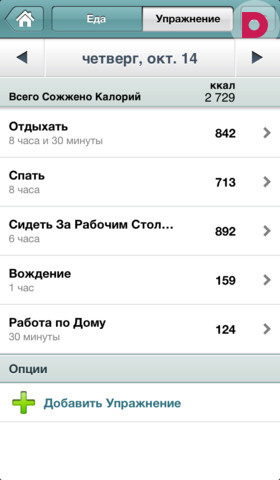 Еда Упражнение
четверг, окт. 14
ккал
Всего Сожжено Калорий 2 729
Отдыхать 842
8 часа и 30 минуты
Спать 713
8 часа
Сидеть За Рабочим Стол... 892
6 часа
Вождение 159
1 час
Работа по Дому 124
30 минуты
Опции
Добавить Упражнение